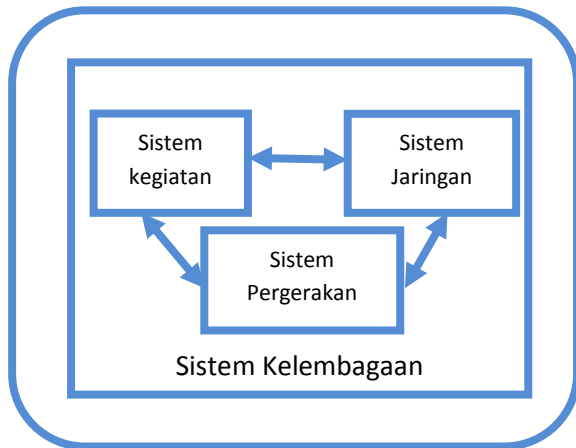 Sistem
kegiatan
Sistem
Jaringan
Sistem
Pergerakan
Sistem Kelembagaan